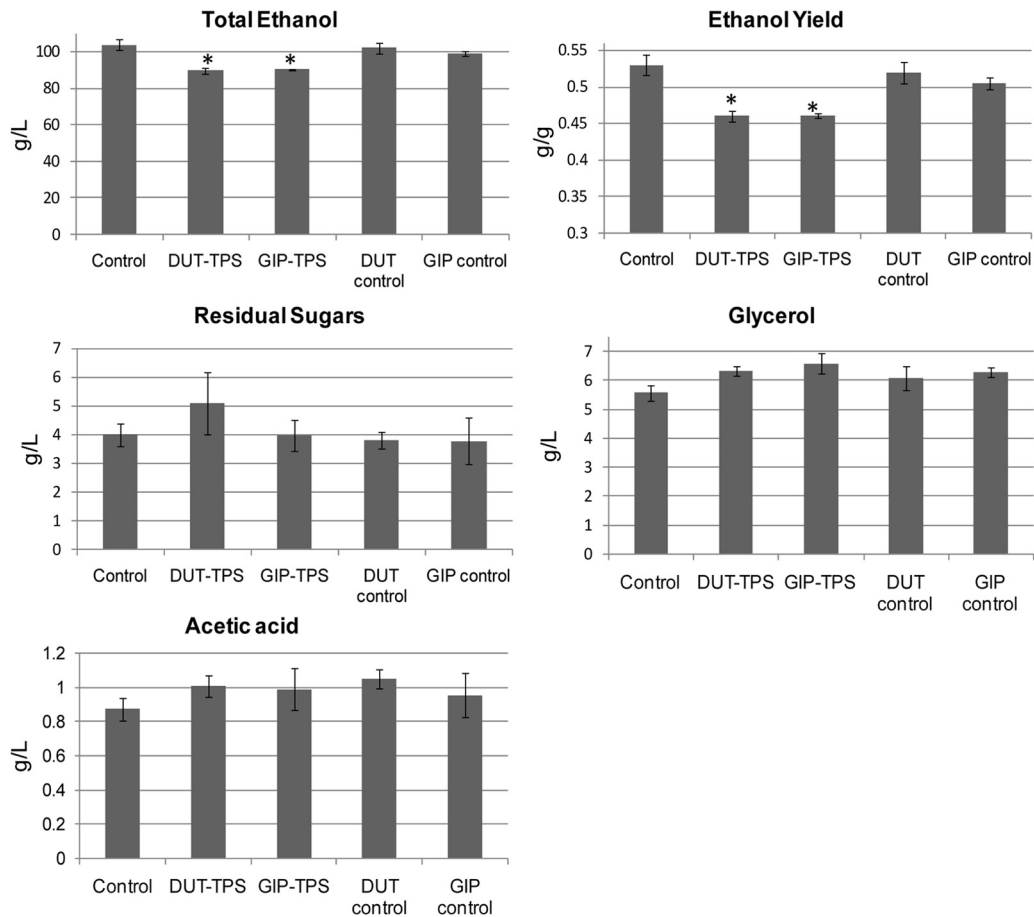 Total Ethanol
g/L
100
80
60
40
20
0
*
*
Control
DUT-TPS
GIP-TPS
DUT
control
GIP control
Ethanol Yield
g/g
0.55
0.5
0.45
0.4
0.35
0.3
*
*
Control
DUT-TPS
GIP-TPS
DUT
control
GIP control
Residual Sugars
g/L
7
6
5
4
3
2
1
0
Control
DUT-TPS
GIP-TPS
DUT
control
GIP control
Glycerol
g/L
7
6
5
4
3
2
1
0
Control
DUT-TPS
GIP-TPS
DUT
control
GIP
control
Acetic acid
g/L
1.2
1
0.8
0.6
0.4
0.2
0
Control
DUT-TPS
GIP-TPS
DUT
control
GIP
control